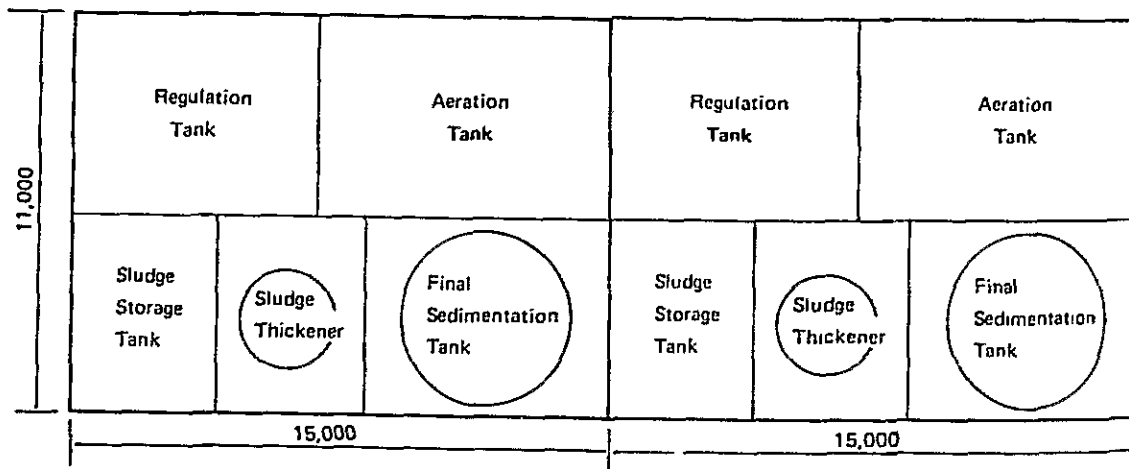 Regulation
Tank
Aeration
Tank
Regulation
Tank
Aeration
Tank
11,000
Sludge
Storage
Tank
Sludge
Thickener
Final
Sedimentation
Tank
Sludge
Storage
Tank
Sludge
Thickener
Final
Sedimentation
Tank
15,000
15,000